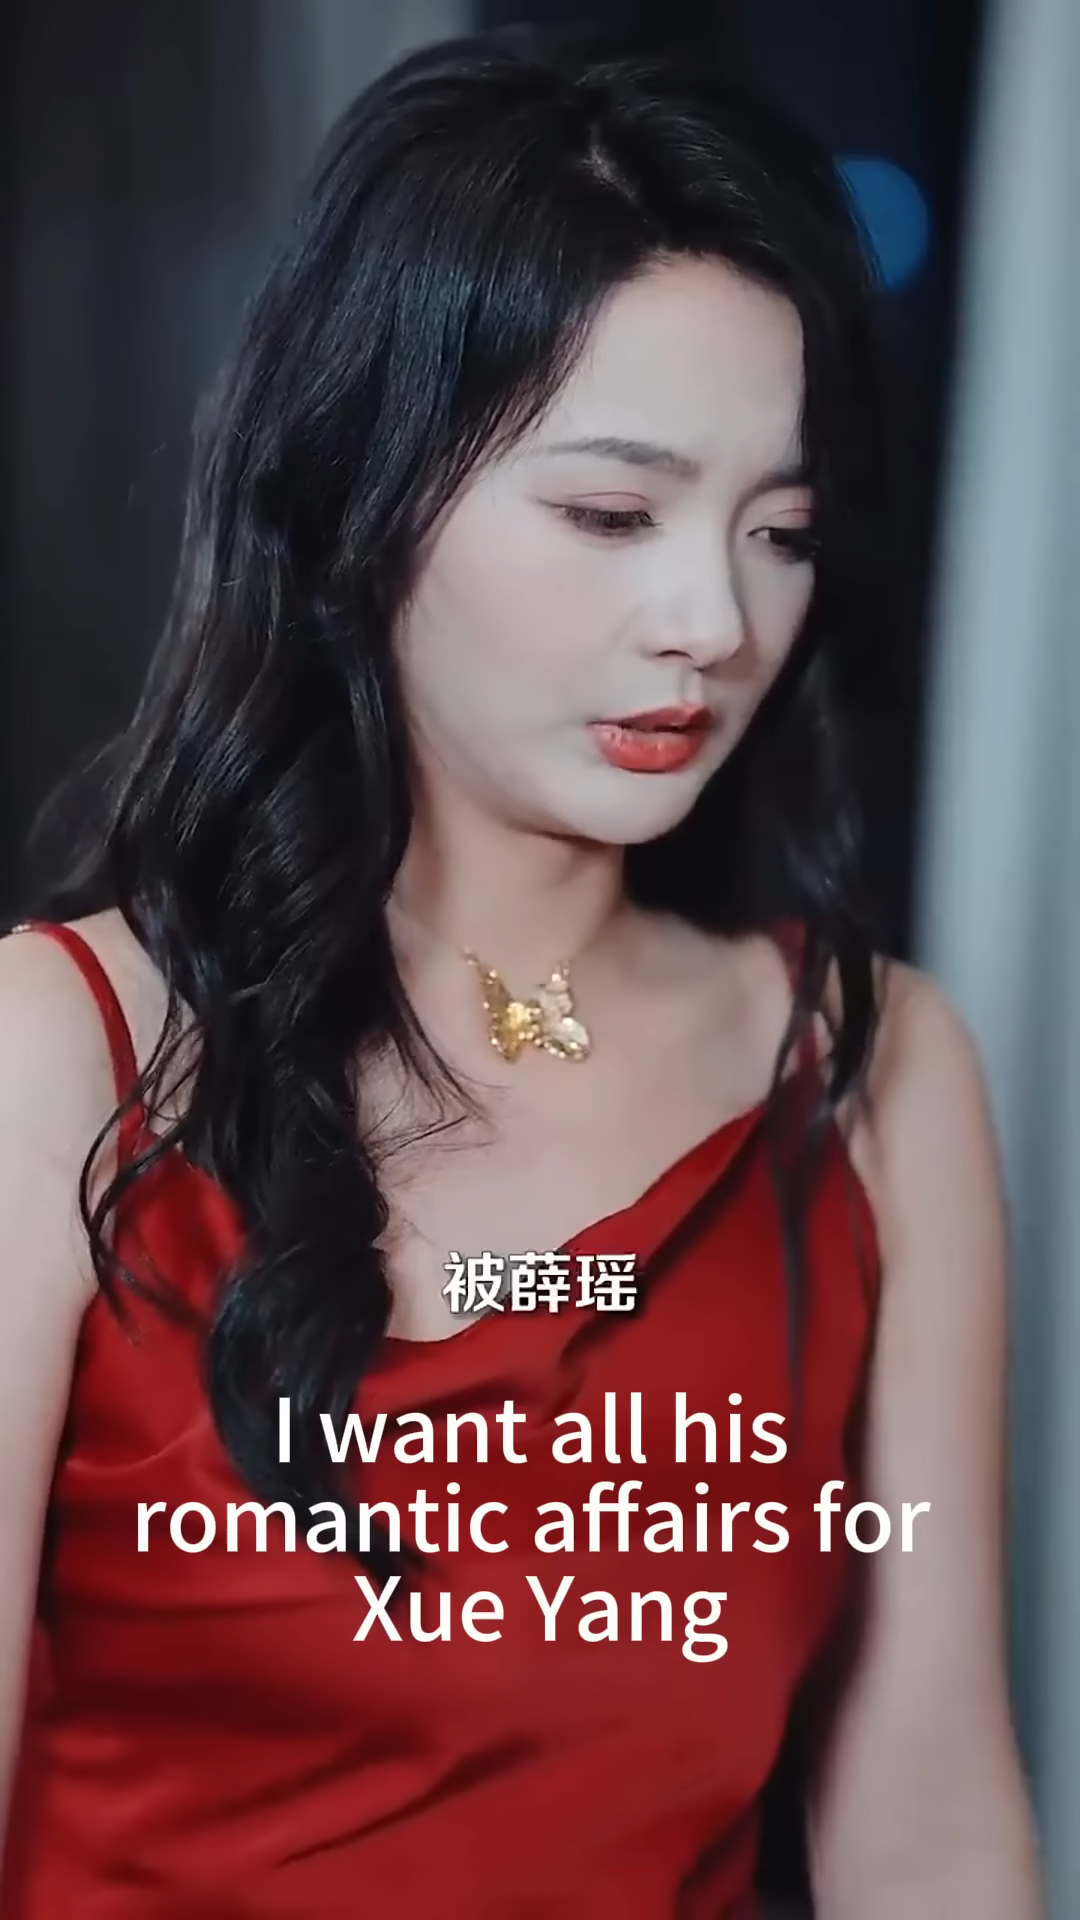 被薛瑶
I want all his
romantic affairs for
Xue Yang